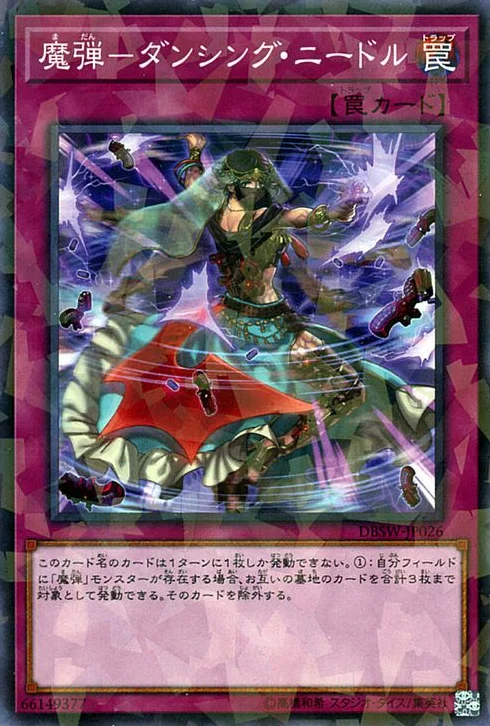 魔弾－ダンシング・ニードル 罠
【罠カード】
DBSW-JP026
このカード名のカードは１ターンに１枚しか発動できない。①：自分フィールド
に「魔弾」モンスターが存在する場合、お互いの墓地のカードを合計３枚まで
対象として発動できる。そのカードを除外する。
66149377
©高橋和希 スタジオ・ダイス/集英社